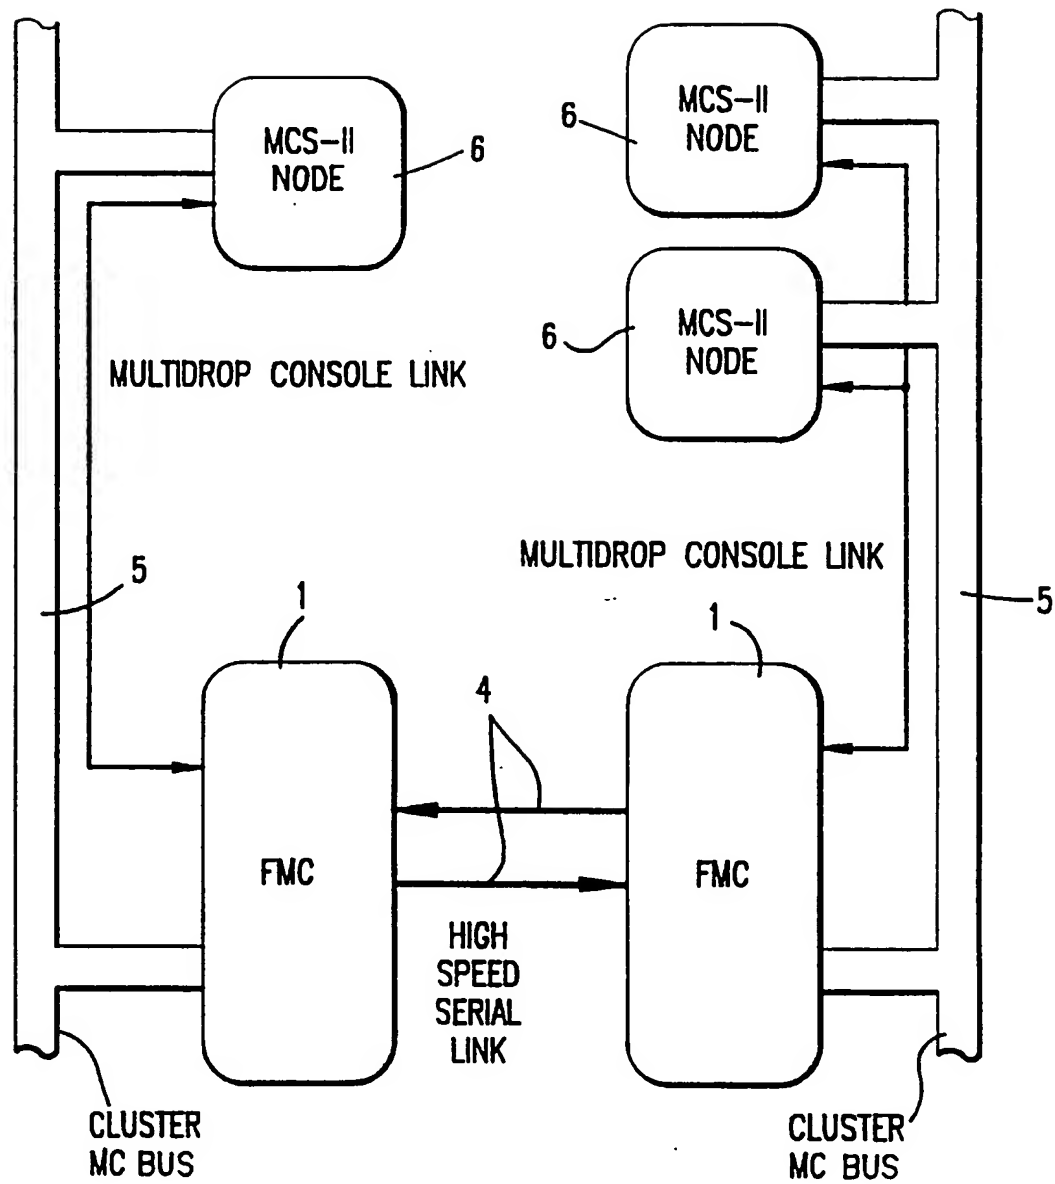 MCS-II
NODE
6
MCS-II
NODE
6
MCS-II
NODE
6
MULTIDROP CONSOLE LINK
MULTIDROP CONSOLE LINK
5
5
1
1
4
FMC
FMC
HIGH
SPEED
SERIAL
LINK
CLUSTER
MC BUS
CLUSTER
MC BUS